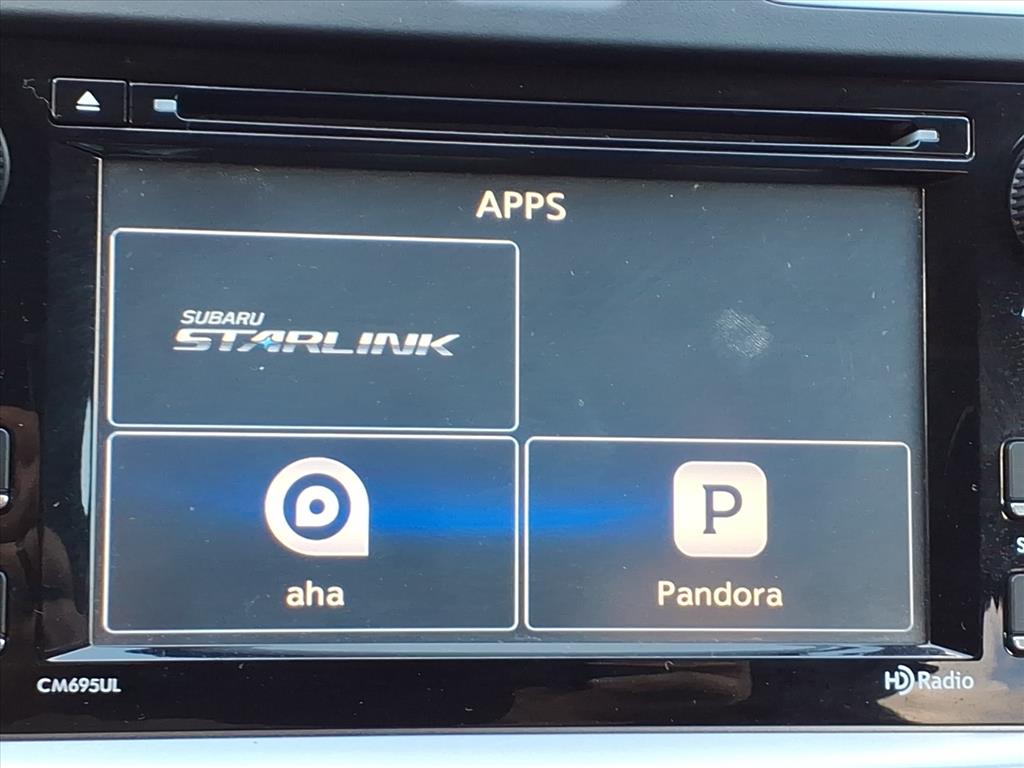 APPS
SUBARU
STARLINK
aha
P
Pandora
CM695UL
HD Radio